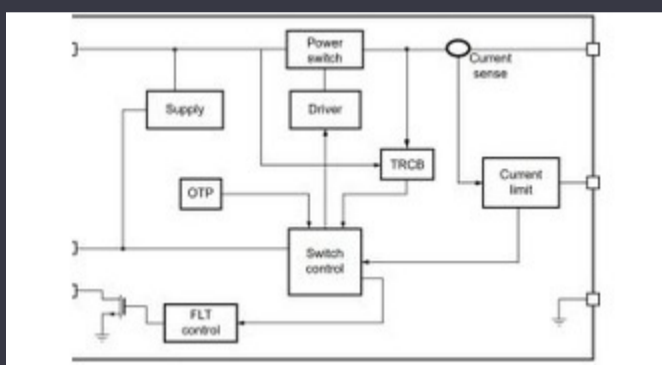 Power
switch
Current
sense
Supply
Driver
TRCB
Current
limit
OTP
Switch
control
FLT
control